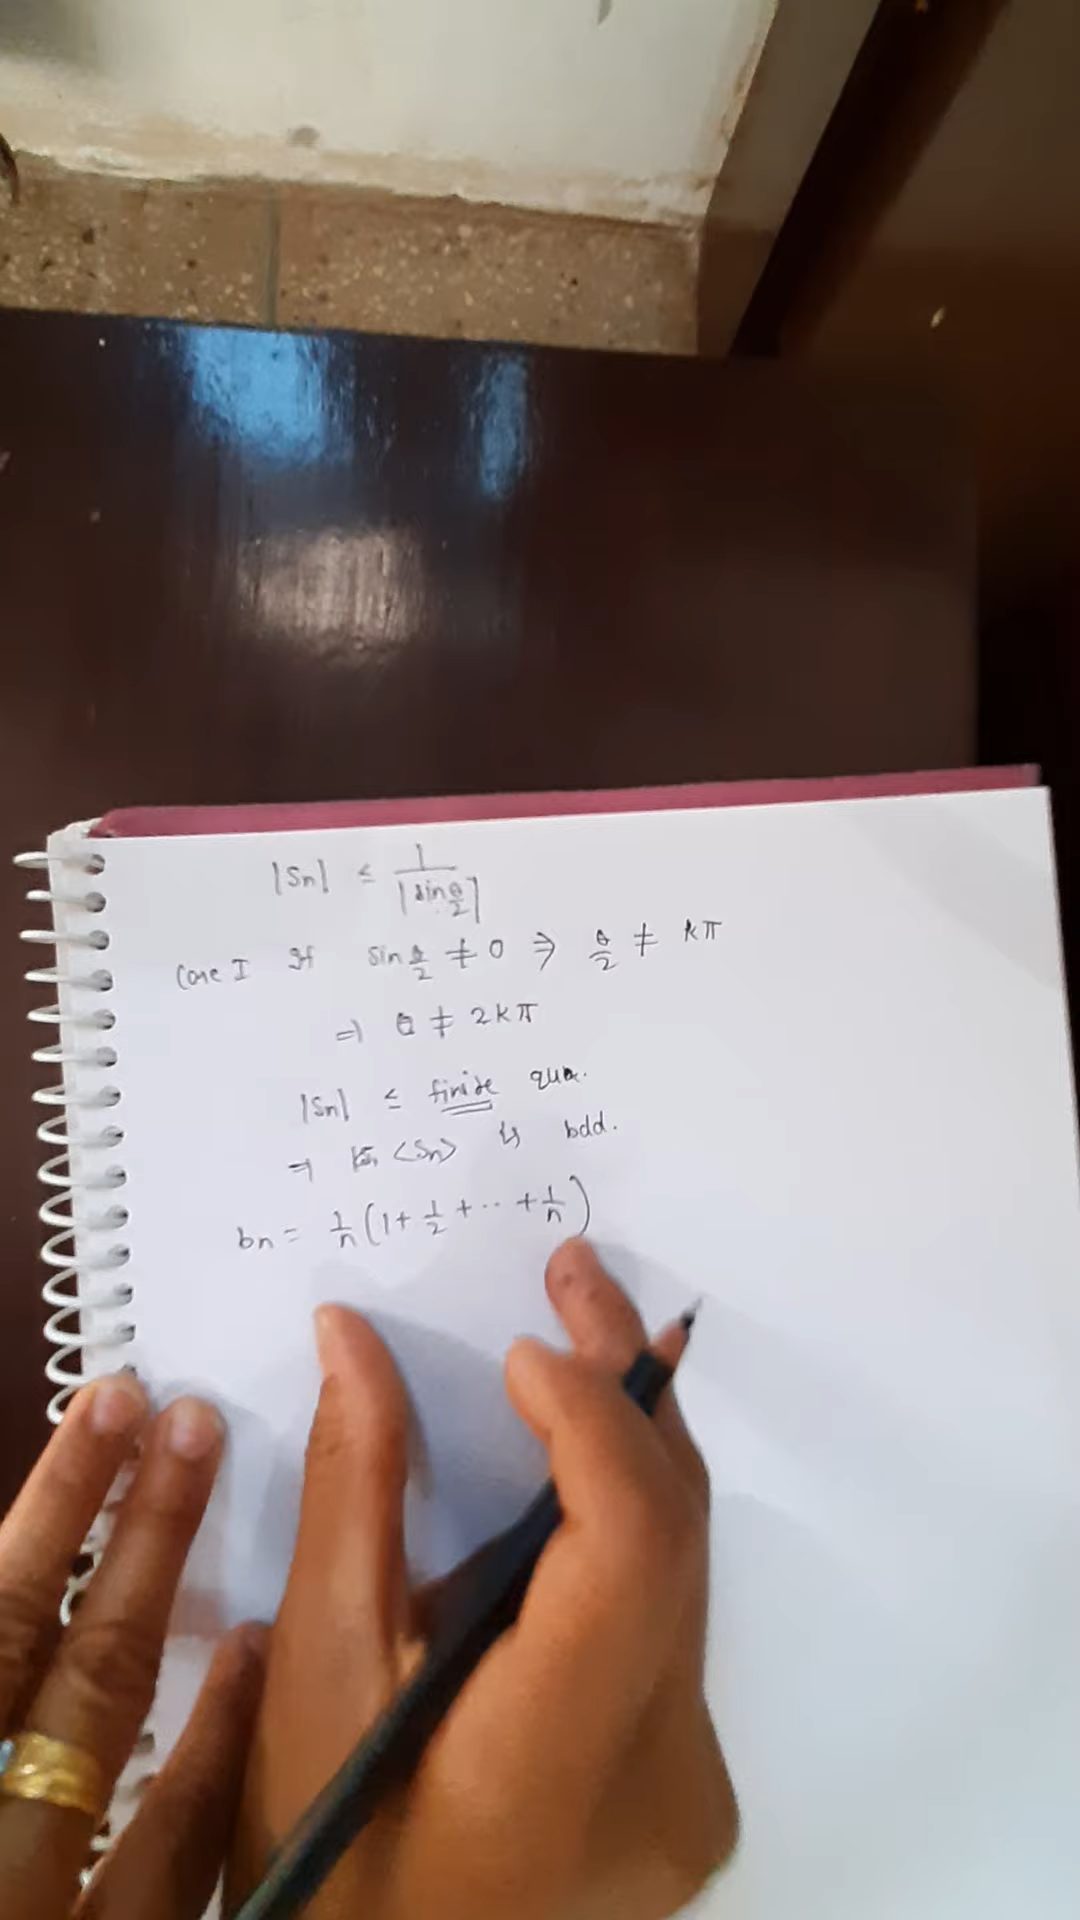 |Sn| ≤ 1/|sin θ/2|
Case I If sin θ/2 ≠ 0 ⇒ θ/2 ≠ kπ
⇒ θ ≠ 2kπ
|Sn| ≤ finite qua.
⇒ <Sn> is bdd.
bn = 1/n (1 + 1/2 + ·· + 1/n)